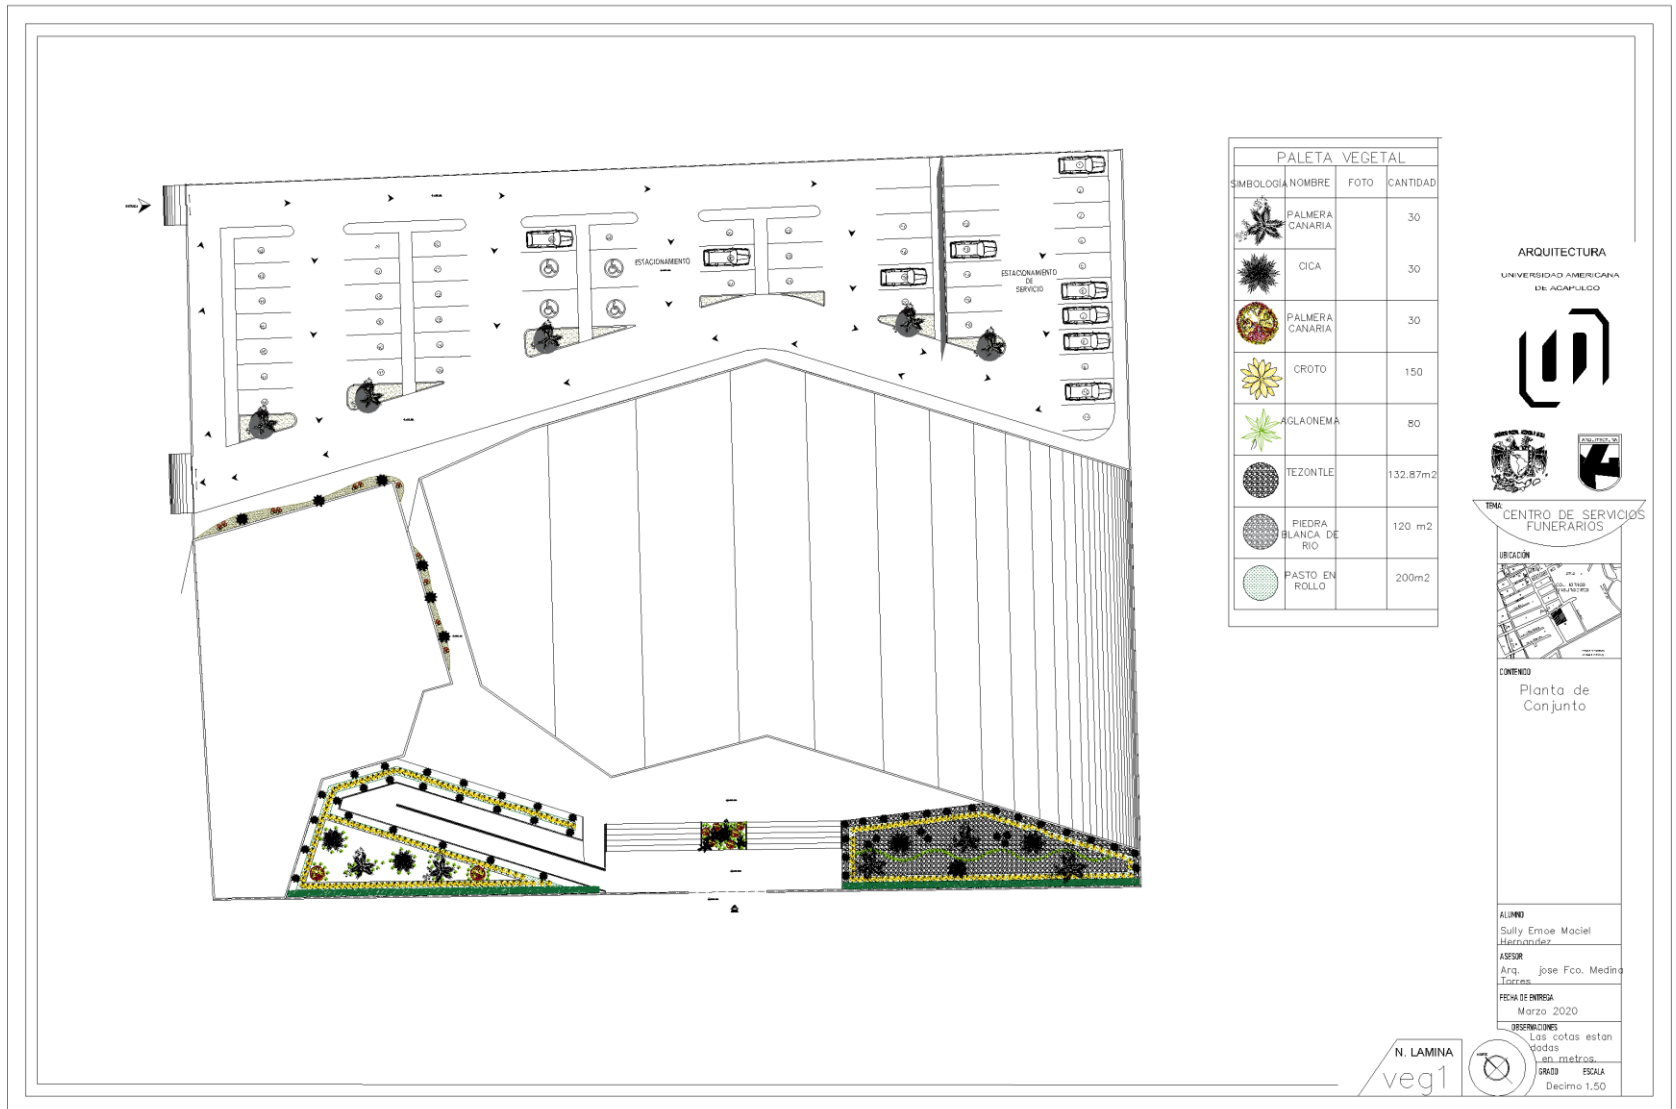 PALETA VEGETAL
SIMBOLOGÍA NOMBRE FOTO CANTIDAD
PALMERA
CANARIA
30
CICA
30
PALMERA
CANARIA
30
CROTO
150
AGLAONEMA
80
TEZONTLE
132.87m2
PIEDRA
BLANCA DE
RIO
120 m2
PASTO EN
ROLLO
200m2
ESTACIONAMIENTO
ESTACIONAMIENTO
DE
SERVICIO
ARQUITECTURA
UNIVERSIDAD AMERICANA
DE ACAPULCO
ARQUITECTURA
TEMA:
CENTRO DE SERVICIOS
FUNERARIOS
UBICACIÓN
CONTENIDO
Planta de
Conjunto
ALUMNO
Sully Emoe Maciel
Hernandez
ASESOR
Arq. jose Fco. Medina
Torres
FECHA DE ENTREGA
Marzo 2020
OBSERVACIONES
Las cotas estan
dadas
en metros.
GRADO ESCALA
Decimo 1.50
N. LAMINA
veg1